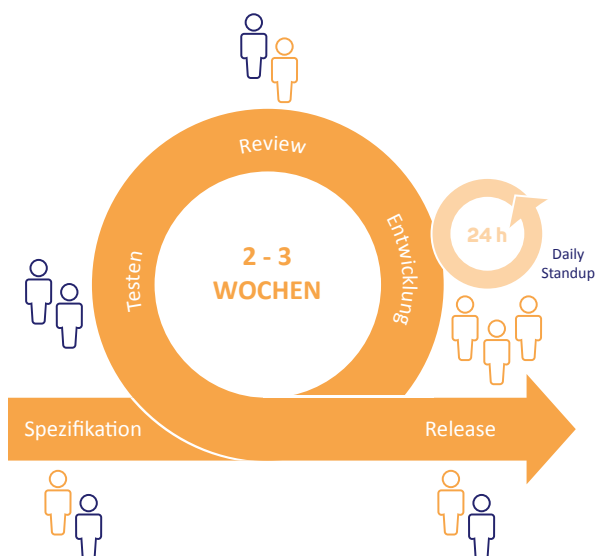 Review
Entwicklung
24 h
Daily
Standup
2 - 3
WOCHEN
Testen
Spezifikation
Release